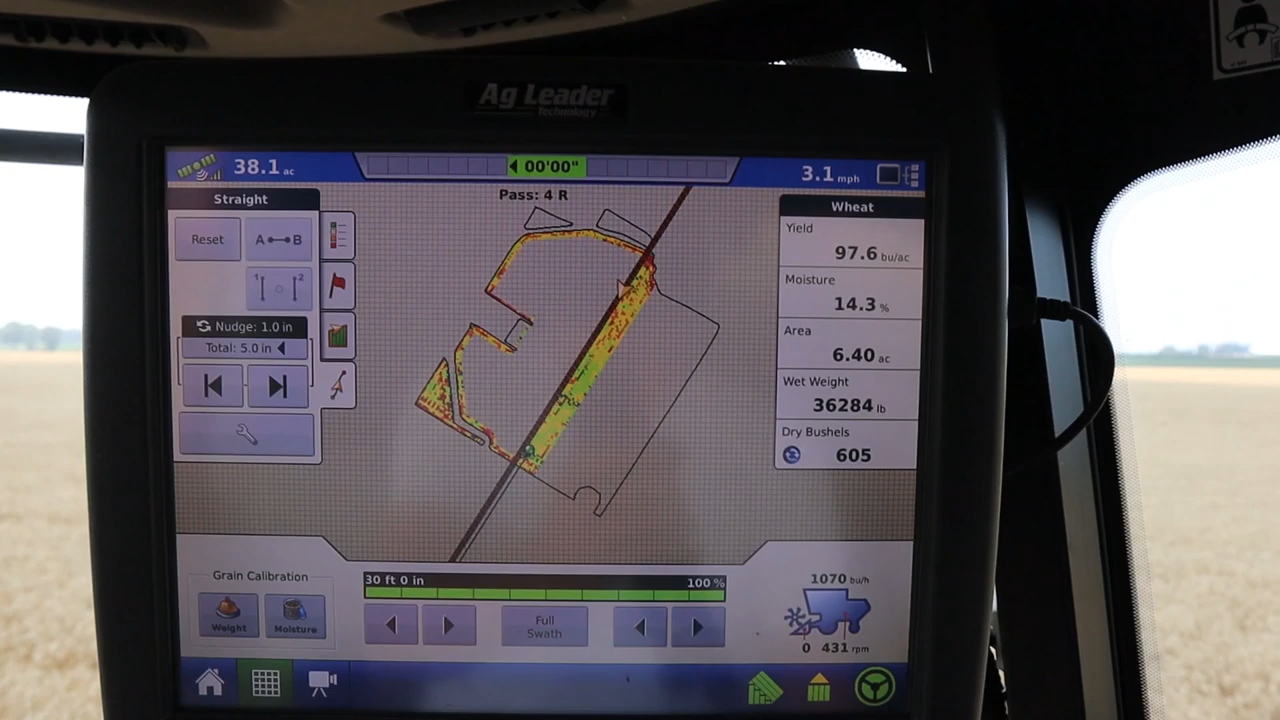 Ag Leader
Technology
38.1 ac
00'00"
3.1 mph
Pass: 4 R
Straight
Reset
A B
1 2
Nudge: 1.0 in
Total: 5.0 in
Wheat
Yield
97.6 bu/ac
Moisture
14.3 %
Area
6.40 ac
Wet Weight
36284 lb
Dry Bushels
605
Grain Calibration
Weight
Moisture
30 ft 0 in
100 %
Full
Swath
1070 bu/h
0 431 rpm